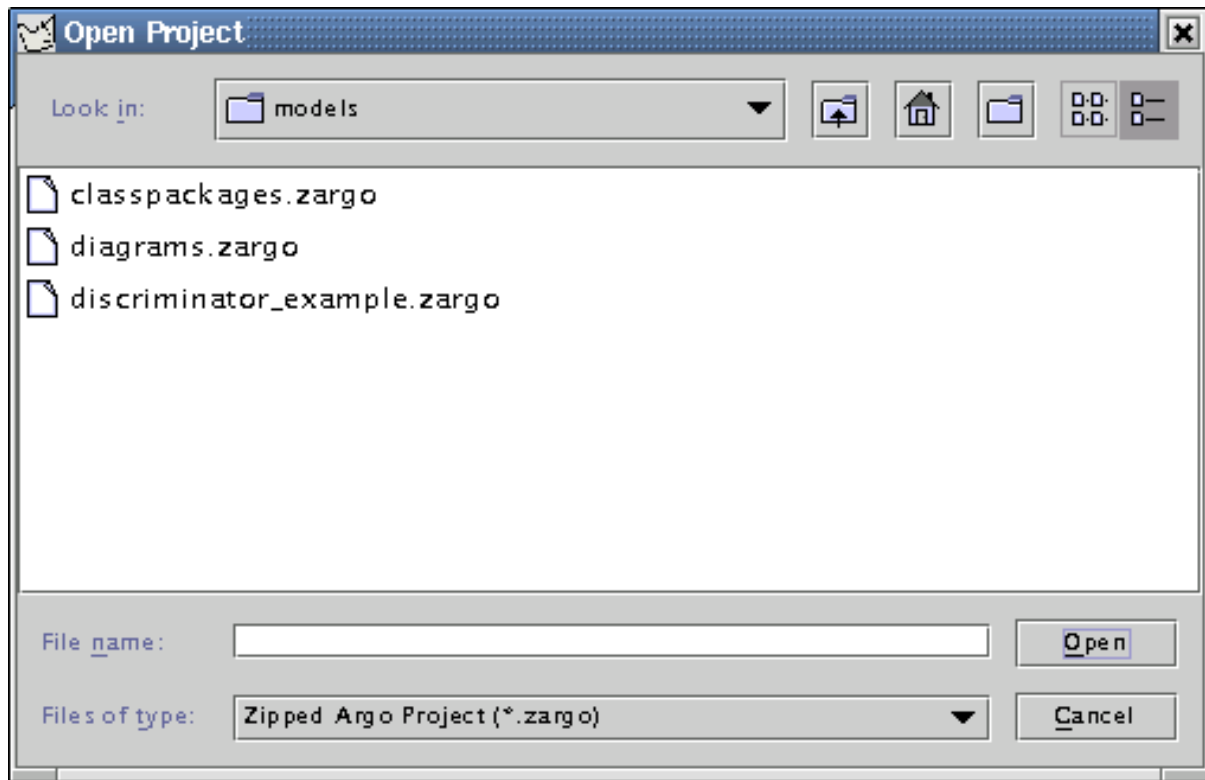 Open Project
Look in: models
classpackages.zargo
diagrams.zargo
discriminator_example.zargo
File name: Open
Files of type: Zipped Argo Project (*.zargo) Cancel